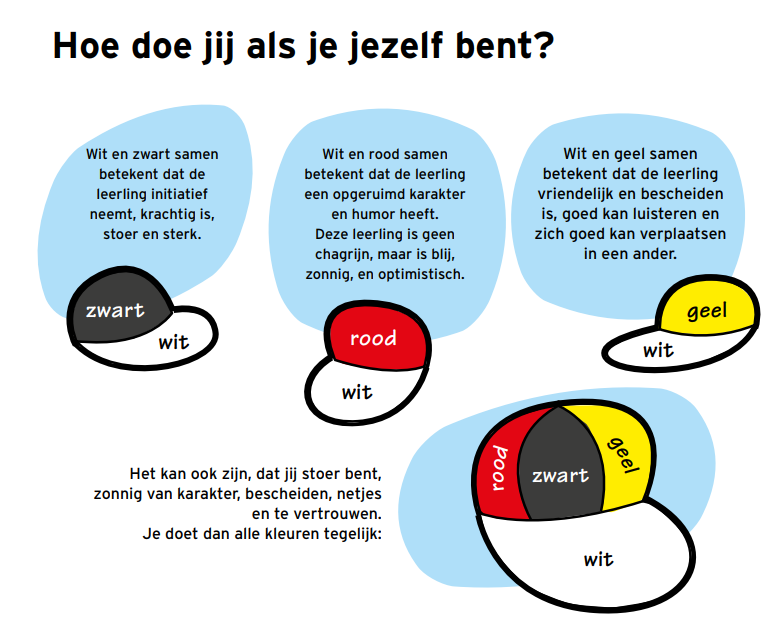 Hoe doe jij als je jezelf bent?
Wit en zwart samen
betekent dat de
leerling initiatief
neemt, krachtig is,
stoer en sterk.
zwart
wit
Wit en rood samen
betekent dat de leerling
een opgeruimd karakter
en humor heeft.
Deze leerling is geen
chagrijn, maar is blij,
zonnig, en optimistisch.
rood
wit
Wit en geel samen
betekent dat de leerling
vriendelijk en bescheiden
is, goed kan luisteren en
zich goed kan verplaatsen
in een ander.
geel
wit
Het kan ook zijn, dat jij stoer bent,
zonnig van karakter, bescheiden, netjes
en te vertrouwen.
Je doet dan alle kleuren tegelijk:
rood
zwart
geel
wit